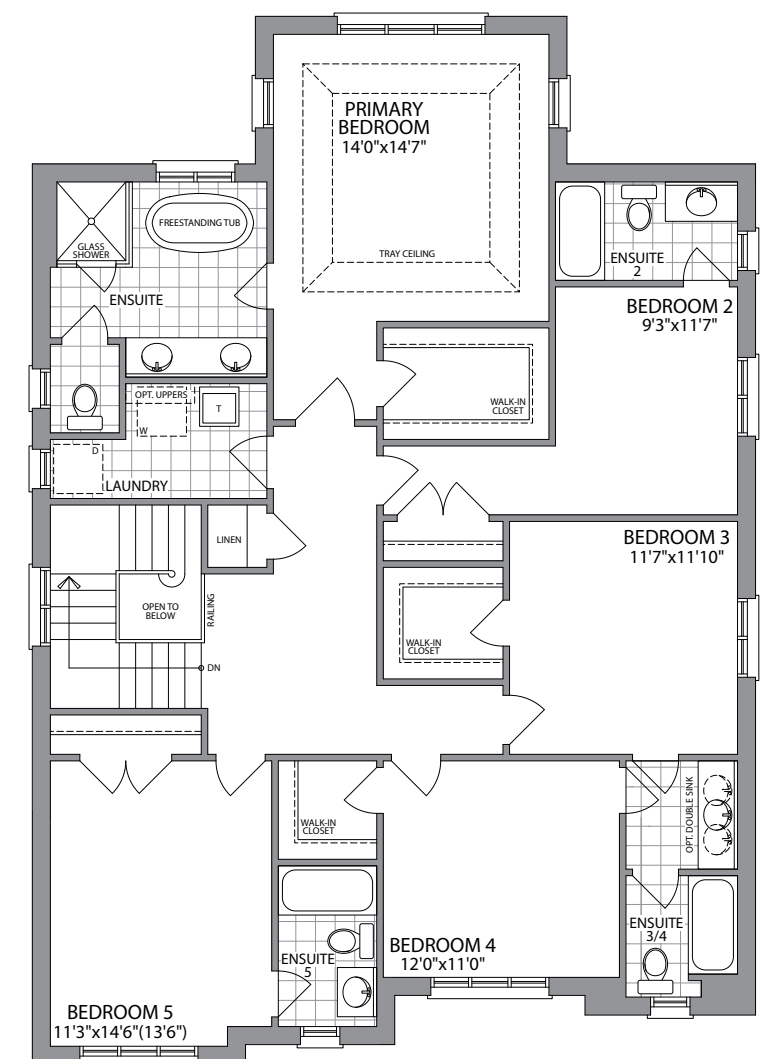 PRIMARY
BEDROOM
14'0"x14'7"
TRAY CEILING
GLASS
SHOWER
FREESTANDING TUB
ENSUITE
ENSUITE
2
BEDROOM 2
9'3"x11'7"
WALK-IN
CLOSET
OPT. UPPERS
T
W
D
LAUNDRY
LINEN
BEDROOM 3
11'7"x11'10"
OPEN TO
BELOW
RAILING
WALK-IN
CLOSET
DN
WALK-IN
CLOSET
OPT. DOUBLE SINK
ENSUITE
3/4
BEDROOM 4
12'0"x11'0"
ENSUITE
5
BEDROOM 5
11'3"x14'6"(13'6")